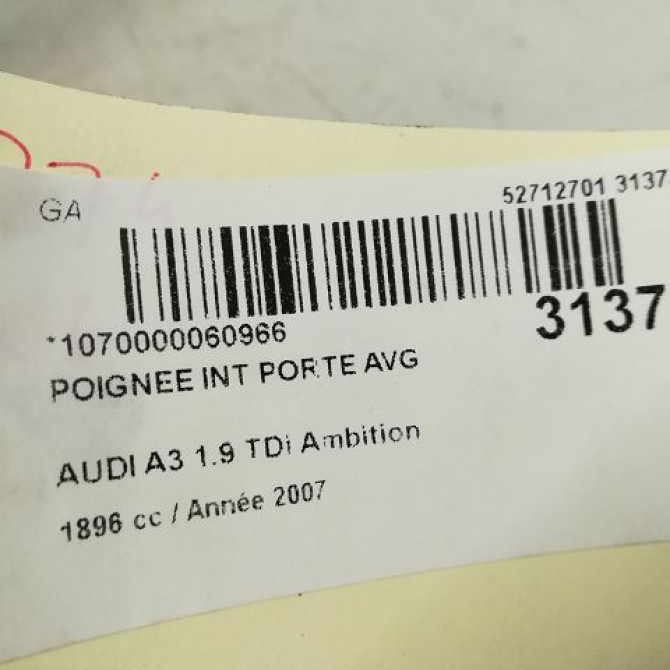 GA
52712701 3137
*1070000060966
3137
POIGNEE INT PORTE AVG
AUDI A3 1.9 TDi Ambition
1896 cc / Année 2007